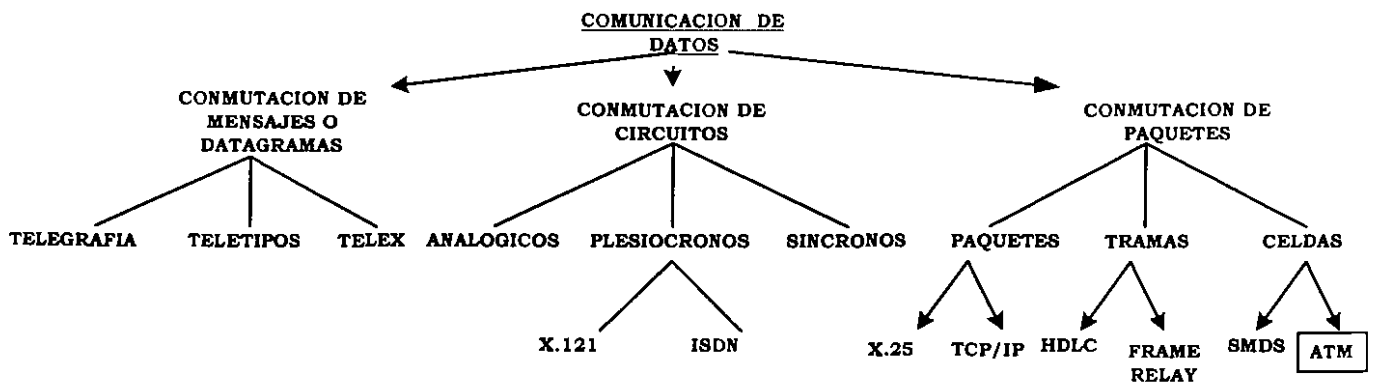 COMUNICACION DE
DATOS
CONMUTACION DE
MENSAJES O
DATAGRAMAS
CONMUTACION DE
CIRCUITOS
CONMUTACION DE
PAQUETES
TELEGRAFIA
TELETIPOS
TELEX
ANALOGICOS
PLESIOCRONOS
SINCRONOS
PAQUETES
TRAMAS
CELDAS
X.121
ISDN
X.25
TCP/IP
HDLC
FRAME
RELAY
SMDS
ATM